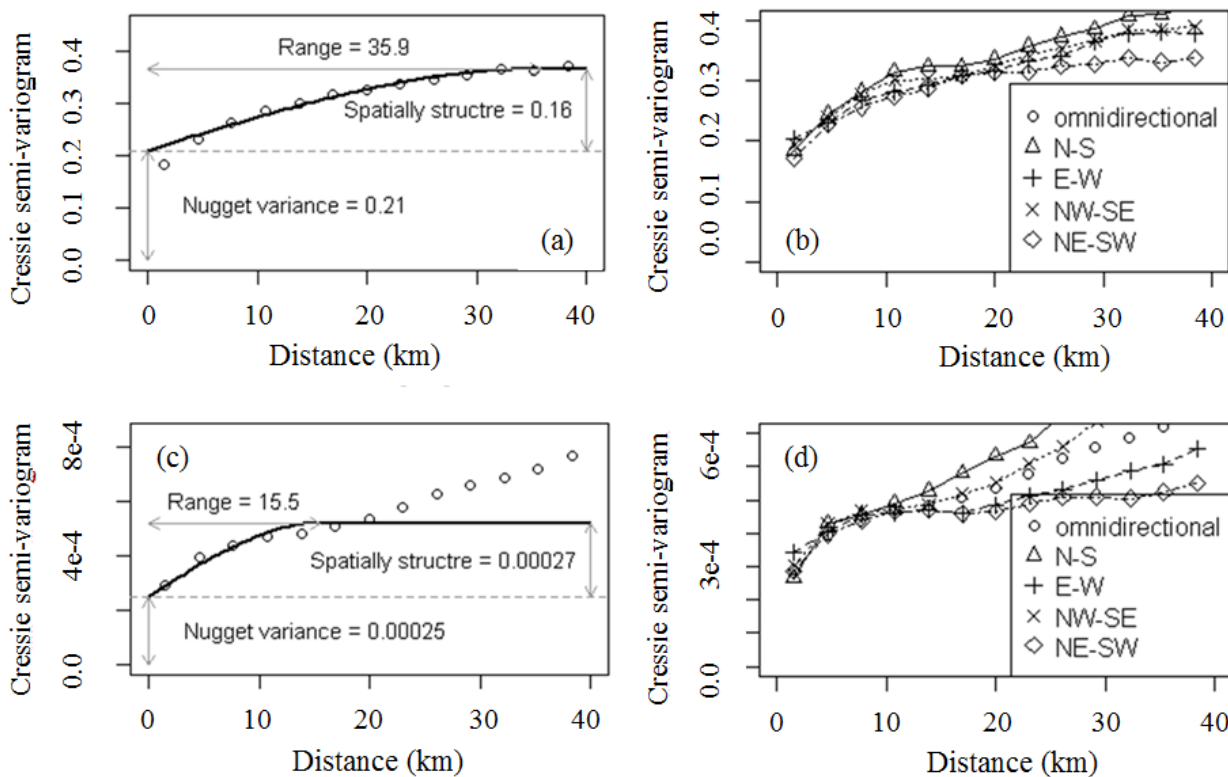 Cressie semi-variogram
0.0 0.1 0.2 0.3 0.4
Range = 35.9
Spatially structre = 0.16
Nugget variance = 0.21
(a)
0 10 20 30 40
Distance (km)
Cressie semi-variogram
0.0 0.1 0.2 0.3 0.4
(b)
omnidirectional
N-S
E-W
NW-SE
NE-SW
0 10 20 30 40
Distance (km)
Cressie semi-variogram
0.0 4e-4 8e-4
(c)
Range = 15.5
Spatially structre = 0.00027
Nugget variance = 0.00025
0 10 20 30 40
Distance (km)
Cressie semi-variogram
0.0 3e-4 6e-4
(d)
omnidirectional
N-S
E-W
NW-SE
NE-SW
0 10 20 30 40
Distance (km)